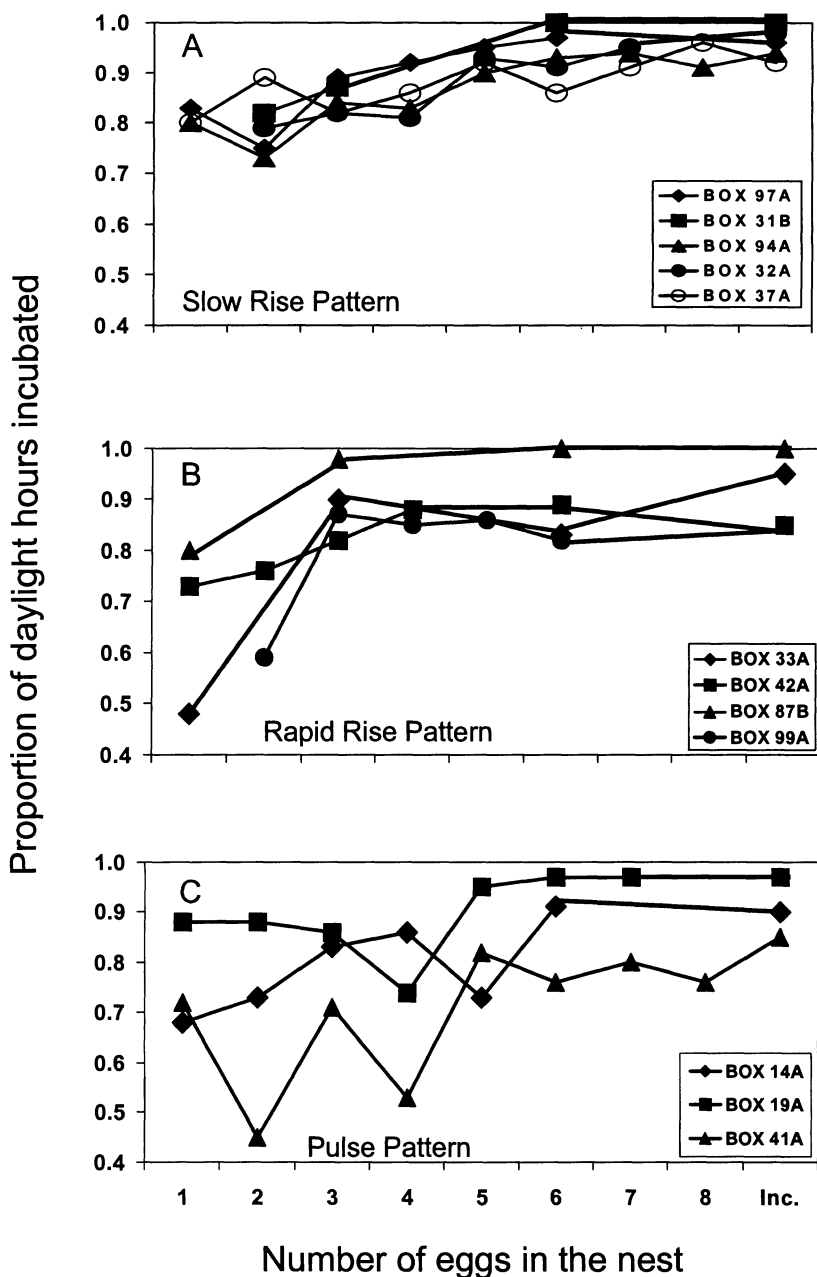 Proportion of daylight hours incubated
A
1.0
0.9
0.8
0.7
0.6
0.5
0.4
BOX 97A
BOX 31B
BOX 94A
BOX 32A
BOX 37A
Slow Rise Pattern
B
1.0
0.9
0.8
0.7
0.6
0.5
0.4
BOX 33A
BOX 42A
BOX 87B
BOX 99A
Rapid Rise Pattern
C
1.0
0.9
0.8
0.7
0.6
0.5
0.4
BOX 14A
BOX 19A
BOX 41A
Pulse Pattern
1 2 3 4 5 6 7 8 Inc.
Number of eggs in the nest